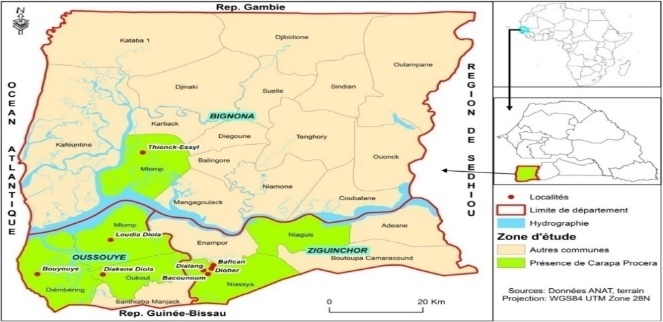 Rep. Gambie
N
Kataba 1
Djibidione
Oulampane
Djinaki
Suelle
Sindian
BIGNONA
Kartiack
Diegoune
Tenghory
Kafountine
Thionck-Essyl
Mlomp
Balingore
Ouonck
Niamone
Mangagoulack
Coubalane
Mlomp
Loudia Diola
Niaguis
Adeane
Enampor
OUSSOUYE
ZIGUINCHOR
Boutoupa Camaracound
Bouyouye
Diakene Diola
Dialang
Bafican
Dioher
Oukout
Bacounoum
Diémbéring
Niassya
Santhiaba Manjack
Rep. Guinée-Bissau
0
20 Km
OCEAN ATLANTIQUE
REGION DE SEDHIOU
Localités
Limite de département
Hydrographie
Zone d'étude
Autres communes
Présence de Carapa Procera
Sources: Données ANAT, terrain
Projection: WGS84 UTM Zone 28N